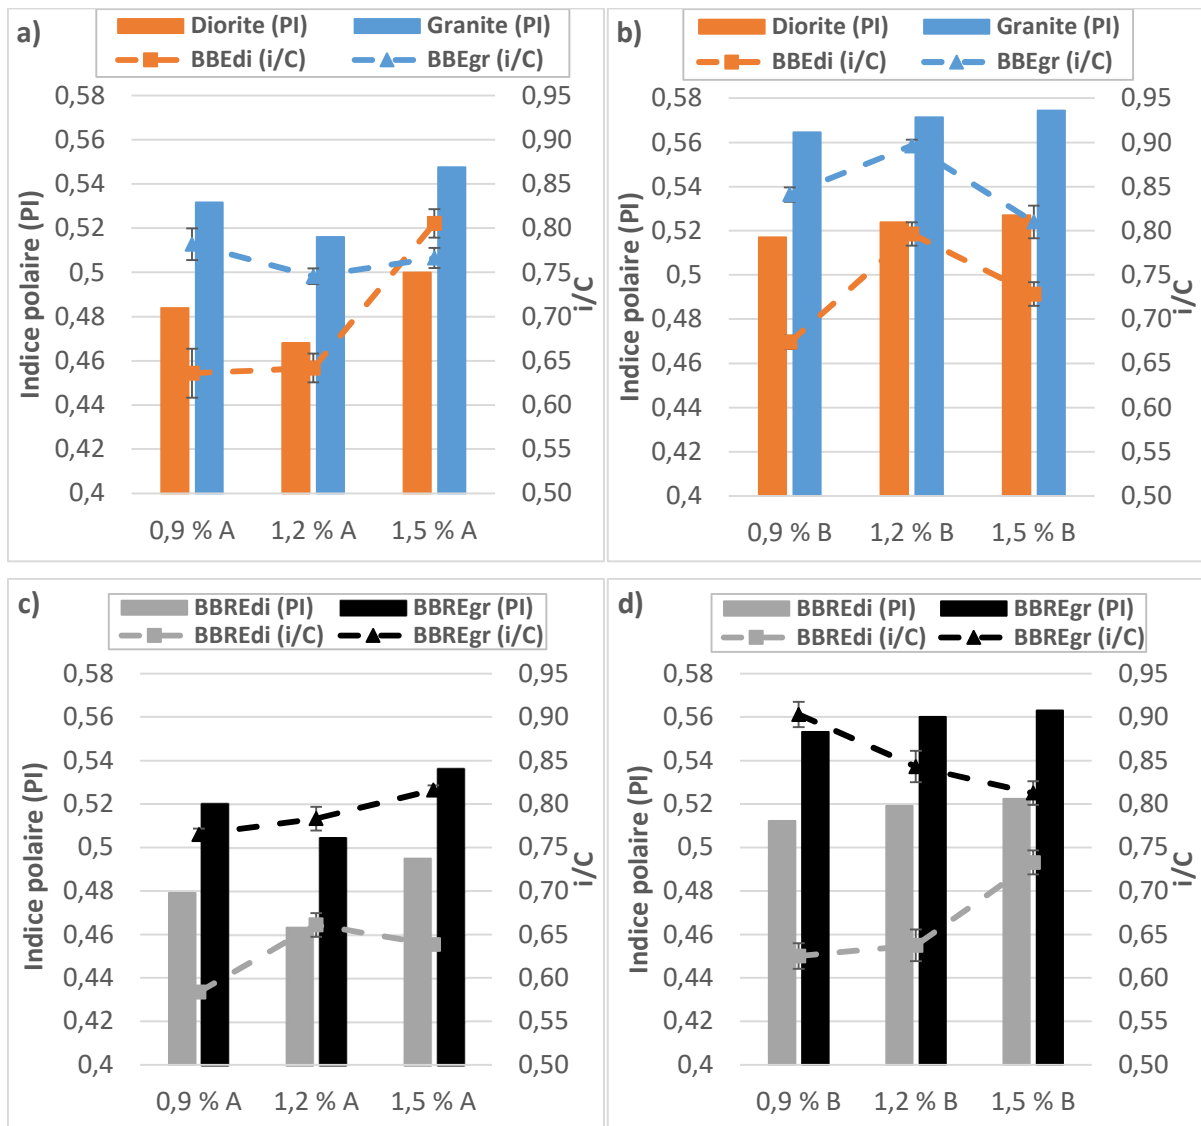 a)
Diorite (PI) Granite (PI)
BBEdi (i/C) BBEgr (i/C)
0,58 0,95
0,56 0,90
0,54 0,85
0,52 0,80
0,5 0,75
0,48 0,70
0,46 0,65
0,44 0,60
0,42 0,55
0,4 0,50
Indice polaire (PI)
i/C
0,9 % A 1,2 % A 1,5 % A
b)
Diorite (PI) Granite (PI)
BBEdi (i/C) BBEgr (i/C)
0,58 0,95
0,56 0,90
0,54 0,85
0,52 0,80
0,5 0,75
0,48 0,70
0,46 0,65
0,44 0,60
0,42 0,55
0,4 0,50
Indice polaire (PI)
i/C
0,9 % B 1,2 % B 1,5 % B
c)
BBREdi (PI) BBREgr (PI)
BBREdi (i/C) BBREgr (i/C)
0,58 0,95
0,56 0,90
0,54 0,85
0,52 0,80
0,5 0,75
0,48 0,70
0,46 0,65
0,44 0,60
0,42 0,55
0,4 0,50
Indice polaire (PI)
i/C
0,9 % A 1,2 % A 1,5 % A
d)
BBREdi (PI) BBREgr (PI)
BBREdi (i/C) BBREgr (i/C)
0,58 0,95
0,56 0,90
0,54 0,85
0,52 0,80
0,5 0,75
0,48 0,70
0,46 0,65
0,44 0,60
0,42 0,55
0,4 0,50
Indice polaire (PI)
i/C
0,9 % B 1,2 % B 1,5 % B